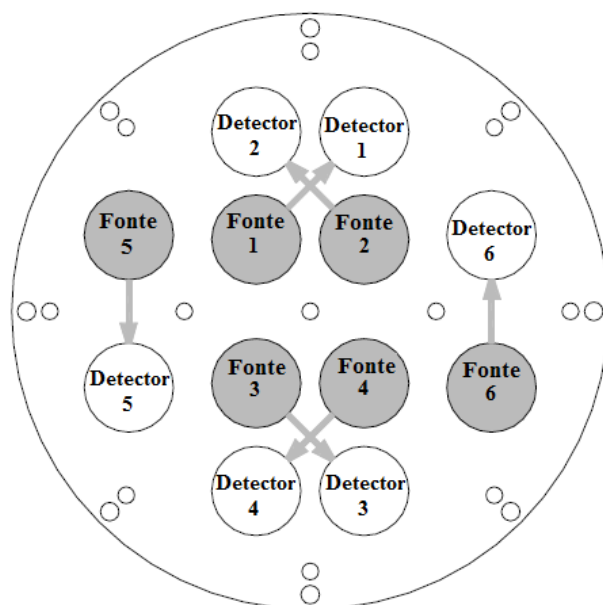 Detector
2
Detector
1
Fonte
5
Fonte
1
Fonte
2
Detector
6
Detector
5
Fonte
3
Fonte
4
Fonte
6
Detector
4
Detector
3